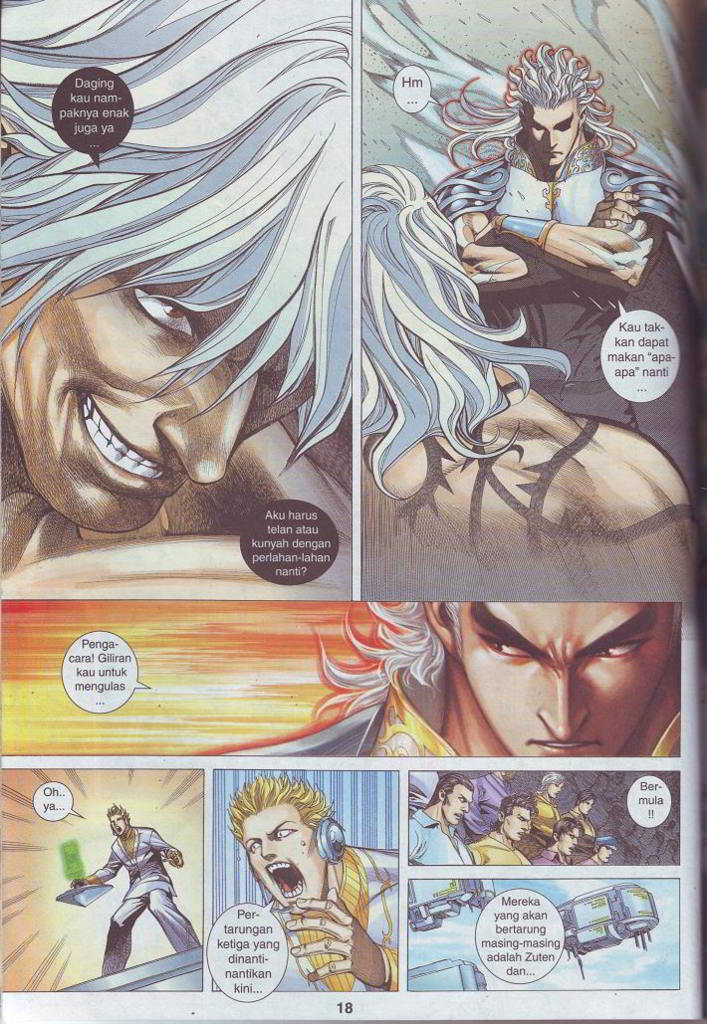 Daging
kau nam-
paknya enak
juga ya
...
Aku harus
telan atau
kunyah dengan
perlahan-lahan
nanti?
Hm
...
Kau tak-
kan dapat
makan “apa-
apa” nanti
...
Penga-
cara! Giliran
kau untuk
mengulas
...
Oh..
ya...
Per-
tarungan
ketiga yang
dinanti-
nantikan
kini...
Ber-
mula
!!
Mereka
yang akan
bertarung
masing-masing
adalah Zuten
dan...
18